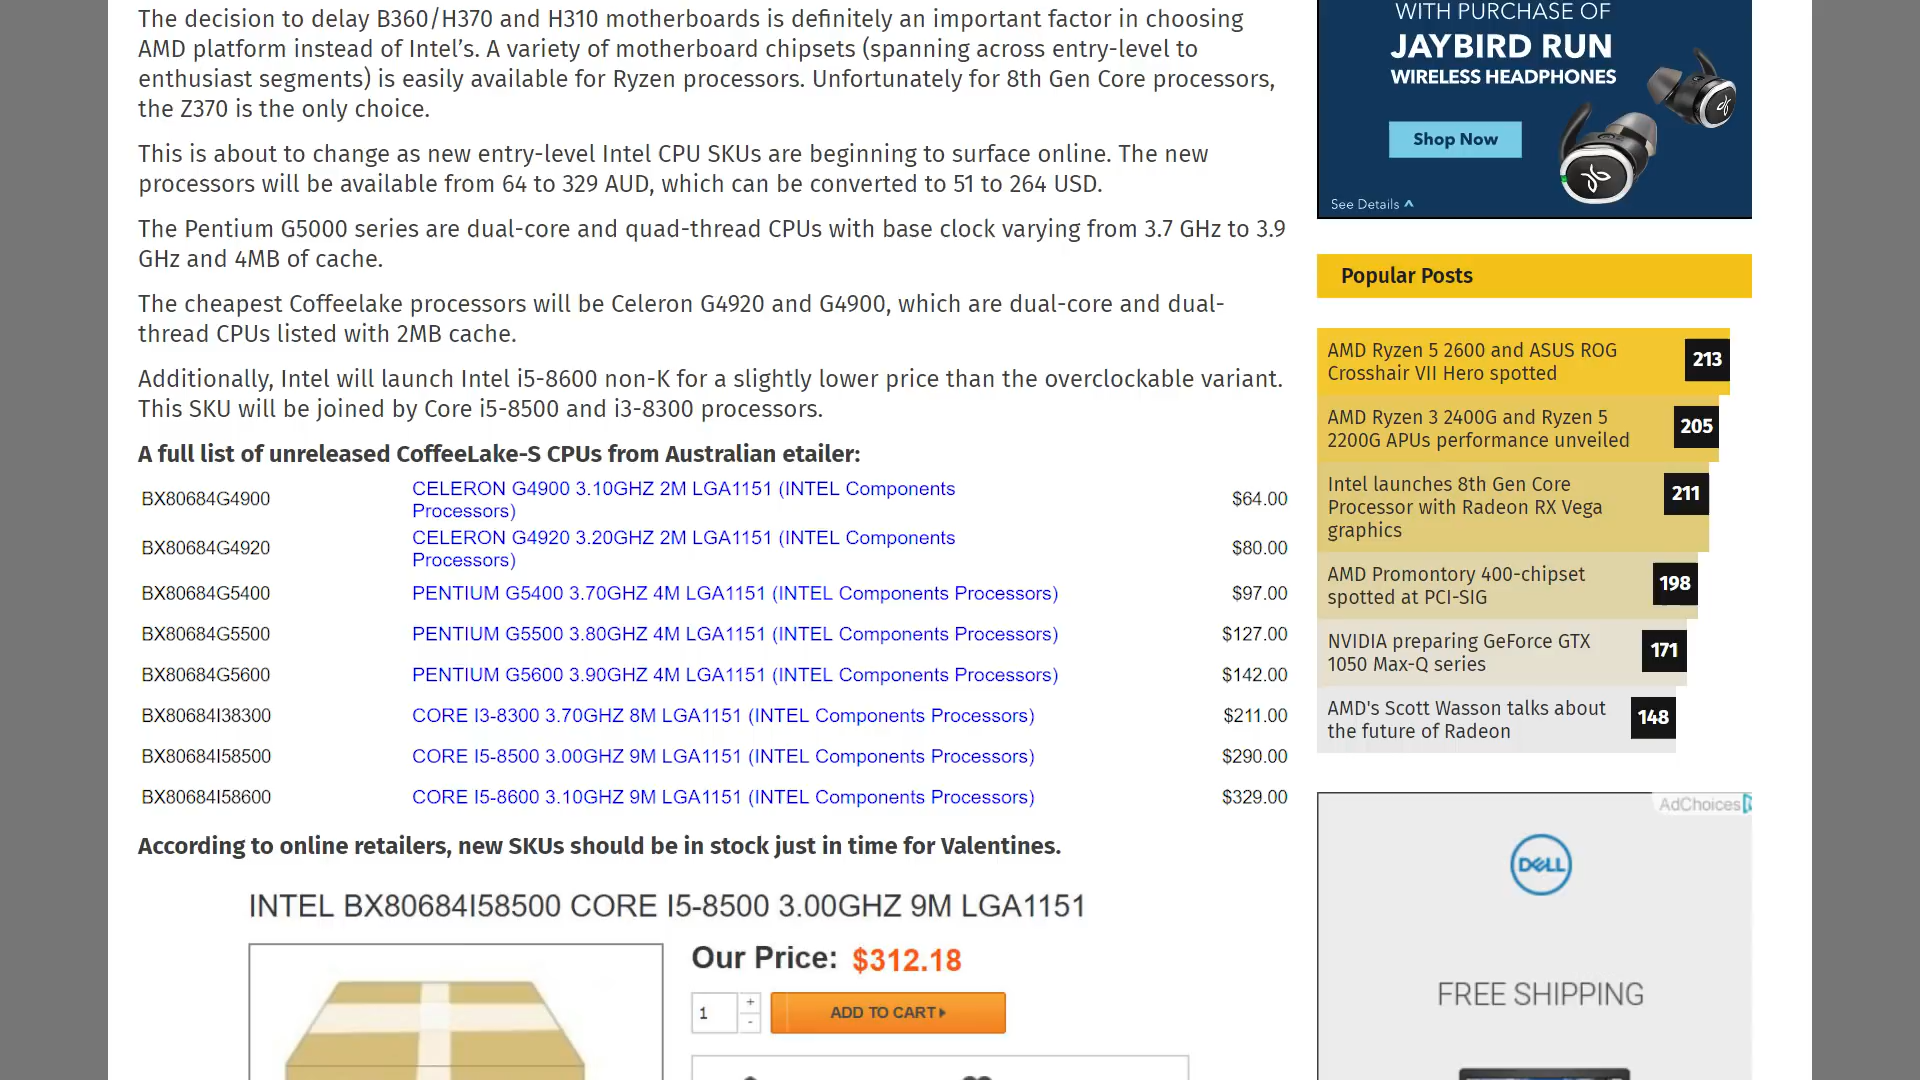 The decision to delay B360/H370 and H310 motherboards is definitely an important factor in choosing
AMD platform instead of Intel’s. A variety of motherboard chipsets (spanning across entry-level to
enthusiast segments) is easily available for Ryzen processors. Unfortunately for 8th Gen Core processors,
the Z370 is the only choice.
This is about to change as new entry-level Intel CPU SKUs are beginning to surface online. The new
processors will be available from 64 to 329 AUD, which can be converted to 51 to 264 USD.
The Pentium G5000 series are dual-core and quad-thread CPUs with base clock varying from 3.7 GHz to 3.9
GHz and 4MB of cache.
The cheapest Coffeelake processors will be Celeron G4920 and G4900, which are dual-core and dual-
thread CPUs listed with 2MB cache.
Additionally, Intel will launch Intel i5-8600 non-K for a slightly lower price than the overclockable variant.
This SKU will be joined by Core i5-8500 and i3-8300 processors.
A full list of unreleased CoffeeLake-S CPUs from Australian etailer:
BX80684G4900 CELERON G4900 3.10GHZ 2M LGA1151 (INTEL Components
Processors) $64.00
BX80684G4920 CELERON G4920 3.20GHZ 2M LGA1151 (INTEL Components
Processors) $80.00
BX80684G5400 PENTIUM G5400 3.70GHZ 4M LGA1151 (INTEL Components Processors) $97.00
BX80684G5500 PENTIUM G5500 3.80GHZ 4M LGA1151 (INTEL Components Processors) $127.00
BX80684G5600 PENTIUM G5600 3.90GHZ 4M LGA1151 (INTEL Components Processors) $142.00
BX80684I38300 CORE I3-8300 3.70GHZ 8M LGA1151 (INTEL Components Processors) $211.00
BX80684I58500 CORE I5-8500 3.00GHZ 9M LGA1151 (INTEL Components Processors) $290.00
BX80684I58600 CORE I5-8600 3.10GHZ 9M LGA1151 (INTEL Components Processors) $329.00
According to online retailers, new SKUs should be in stock just in time for Valentines.
INTEL BX80684I58500 CORE I5-8500 3.00GHZ 9M LGA1151
Our Price: $312.18
1 + -
ADD TO CART
WITH PURCHASE OF
JAYBIRD RUN
WIRELESS HEADPHONES
Shop Now
See Details
Popular Posts
AMD Ryzen 5 2600 and ASUS ROG
Crosshair VII Hero spotted
213
AMD Ryzen 3 2400G and Ryzen 5
2200G APUs performance unveiled
205
Intel launches 8th Gen Core
Processor with Radeon RX Vega
graphics
211
AMD Promontory 400-chipset
spotted at PCI-SIG
198
NVIDIA preparing GeForce GTX
1050 Max-Q series
171
AMD's Scott Wasson talks about
the future of Radeon
148
AdChoices
DELL
FREE SHIPPING